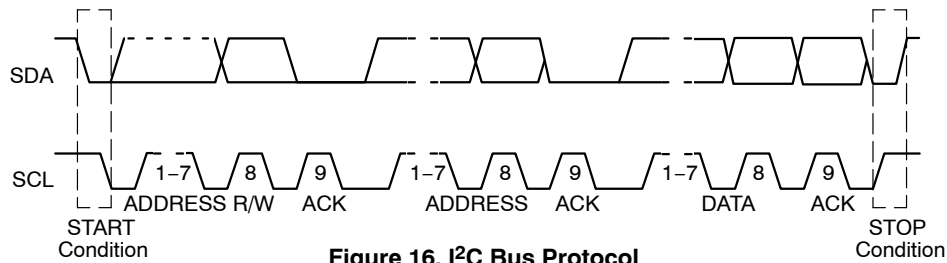 SDA
SCL
1–7 8 9 1–7 8 9 1–7 8 9
ADDRESS R/W ACK ADDRESS ACK DATA ACK
START
Condition
STOP
Condition
Figure 16. I²C Bus Protocol